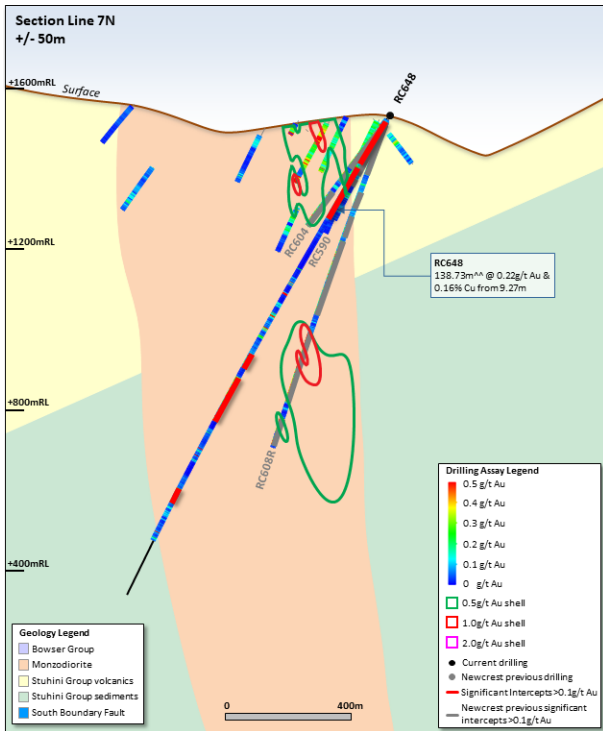 Section Line 7N
+/- 50m
RC648
+1600mRL
Surface
+1200mRL
RC604
RC590
RC648
138.73m^^ @ 0.22g/t Au &
0.16% Cu from 9.27m
+800mRL
RC608R
+400mRL
Drilling Assay Legend
0.5 g/t Au
0.4 g/t Au
0.3 g/t Au
0.2 g/t Au
0.1 g/t Au
0 g/t Au
0.5g/t Au shell
1.0g/t Au shell
2.0g/t Au shell
Current drilling
Newcrest previous drilling
Significant Intercepts >0.1g/t Au
Newcrest previous significant
intercepts >0.1g/t Au
Geology Legend
Bowser Group
Monzodiorite
Stuhini Group volcanics
Stuhini Group sediments
South Boundary Fault
0 400m